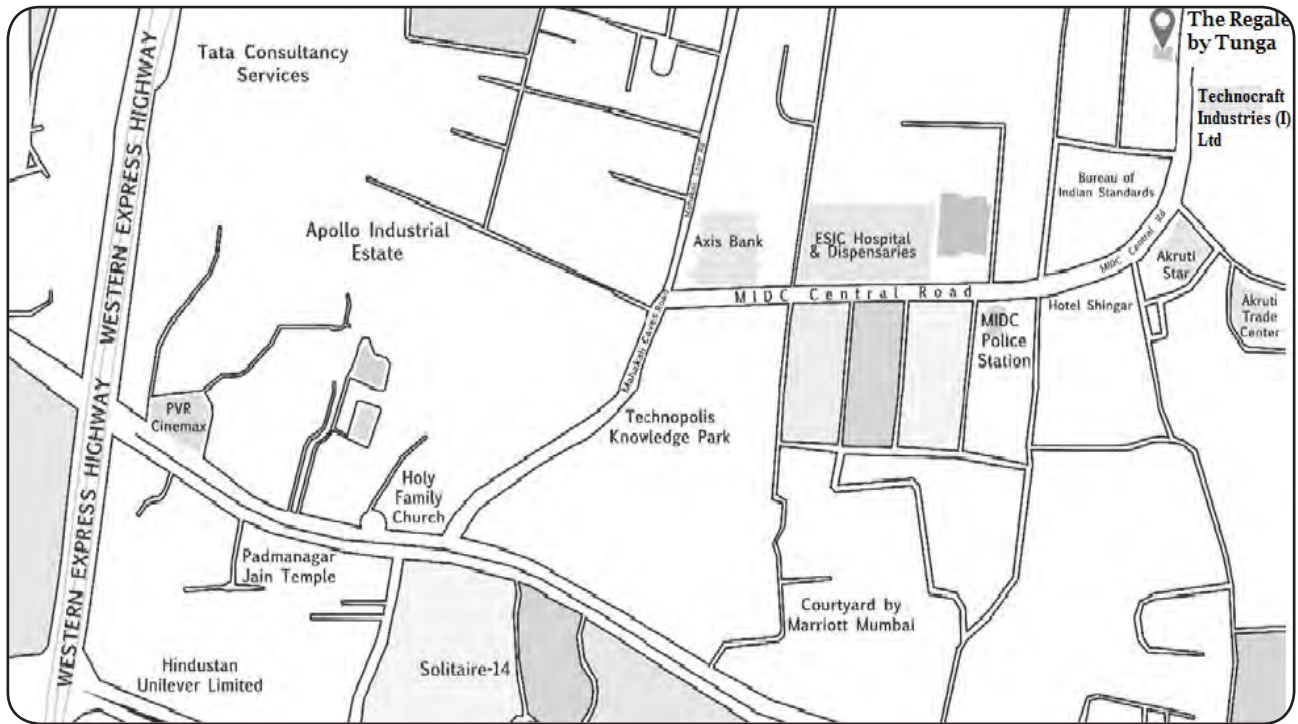 The Regale
by Tunga
Technocraft
Industries (I)
Ltd
Tata Consultancy
Services
WESTERN EXPRESS HIGHWAY
WESTERN EXPRESS HIGHWAY
WESTERN EXPRESS HIGHWAY
Bureau of
Indian Standards
Apollo Industrial
Estate
Axis Bank
ESIC Hospital
& Dispensaries
MIDC Central Rd
Akruti
Star
MIDC Central Road
Mahakali Caves Road
Hotel Shingar
Akruti
Trade
Center
MIDC
Police
Station
PVR
Cinemax
Technopolis
Knowledge Park
Holy
Family
Church
Padmanagar
Jain Temple
Courtyard by
Marriott Mumbai
Hindustan
Unilever Limited
Solitaire-14